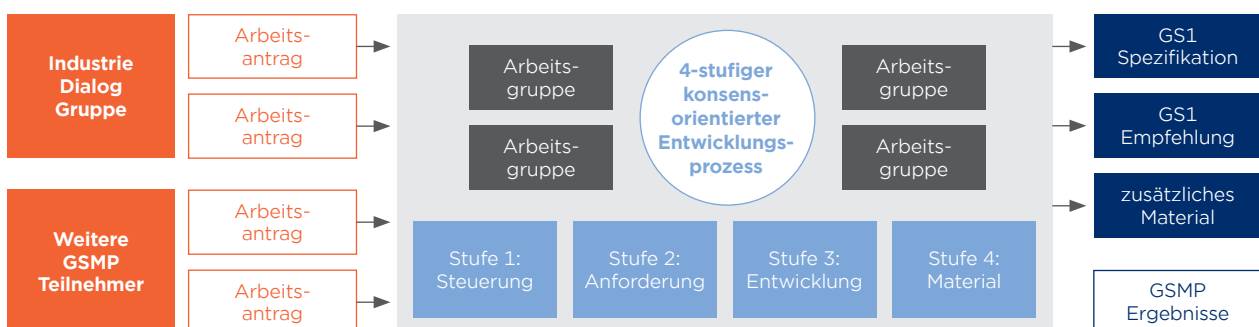 Industrie
Dialog
Gruppe
Arbeits-
antrag
Arbeits-
antrag
Weitere
GSMP
Teilnehmer
Arbeits-
antrag
Arbeits-
antrag
Arbeits-
gruppe
Arbeits-
gruppe
4-stufiger
konsens-
orientierter
Entwicklungs-
prozess
Arbeits-
gruppe
Arbeits-
gruppe
Stufe 1:
Steuerung
Stufe 2:
Anforderung
Stufe 3:
Entwicklung
Stufe 4:
Material
GS1
Spezifikation
GS1
Empfehlung
zusätzliches
Material
GSMP
Ergebnisse